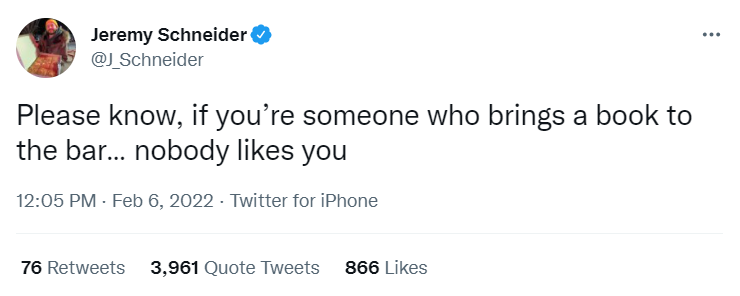 Jeremy Schneider
@J_Schneider
Please know, if you’re someone who brings a book to
the bar... nobody likes you
12:05 PM · Feb 6, 2022 · Twitter for iPhone
76 Retweets 3,961 Quote Tweets 866 Likes